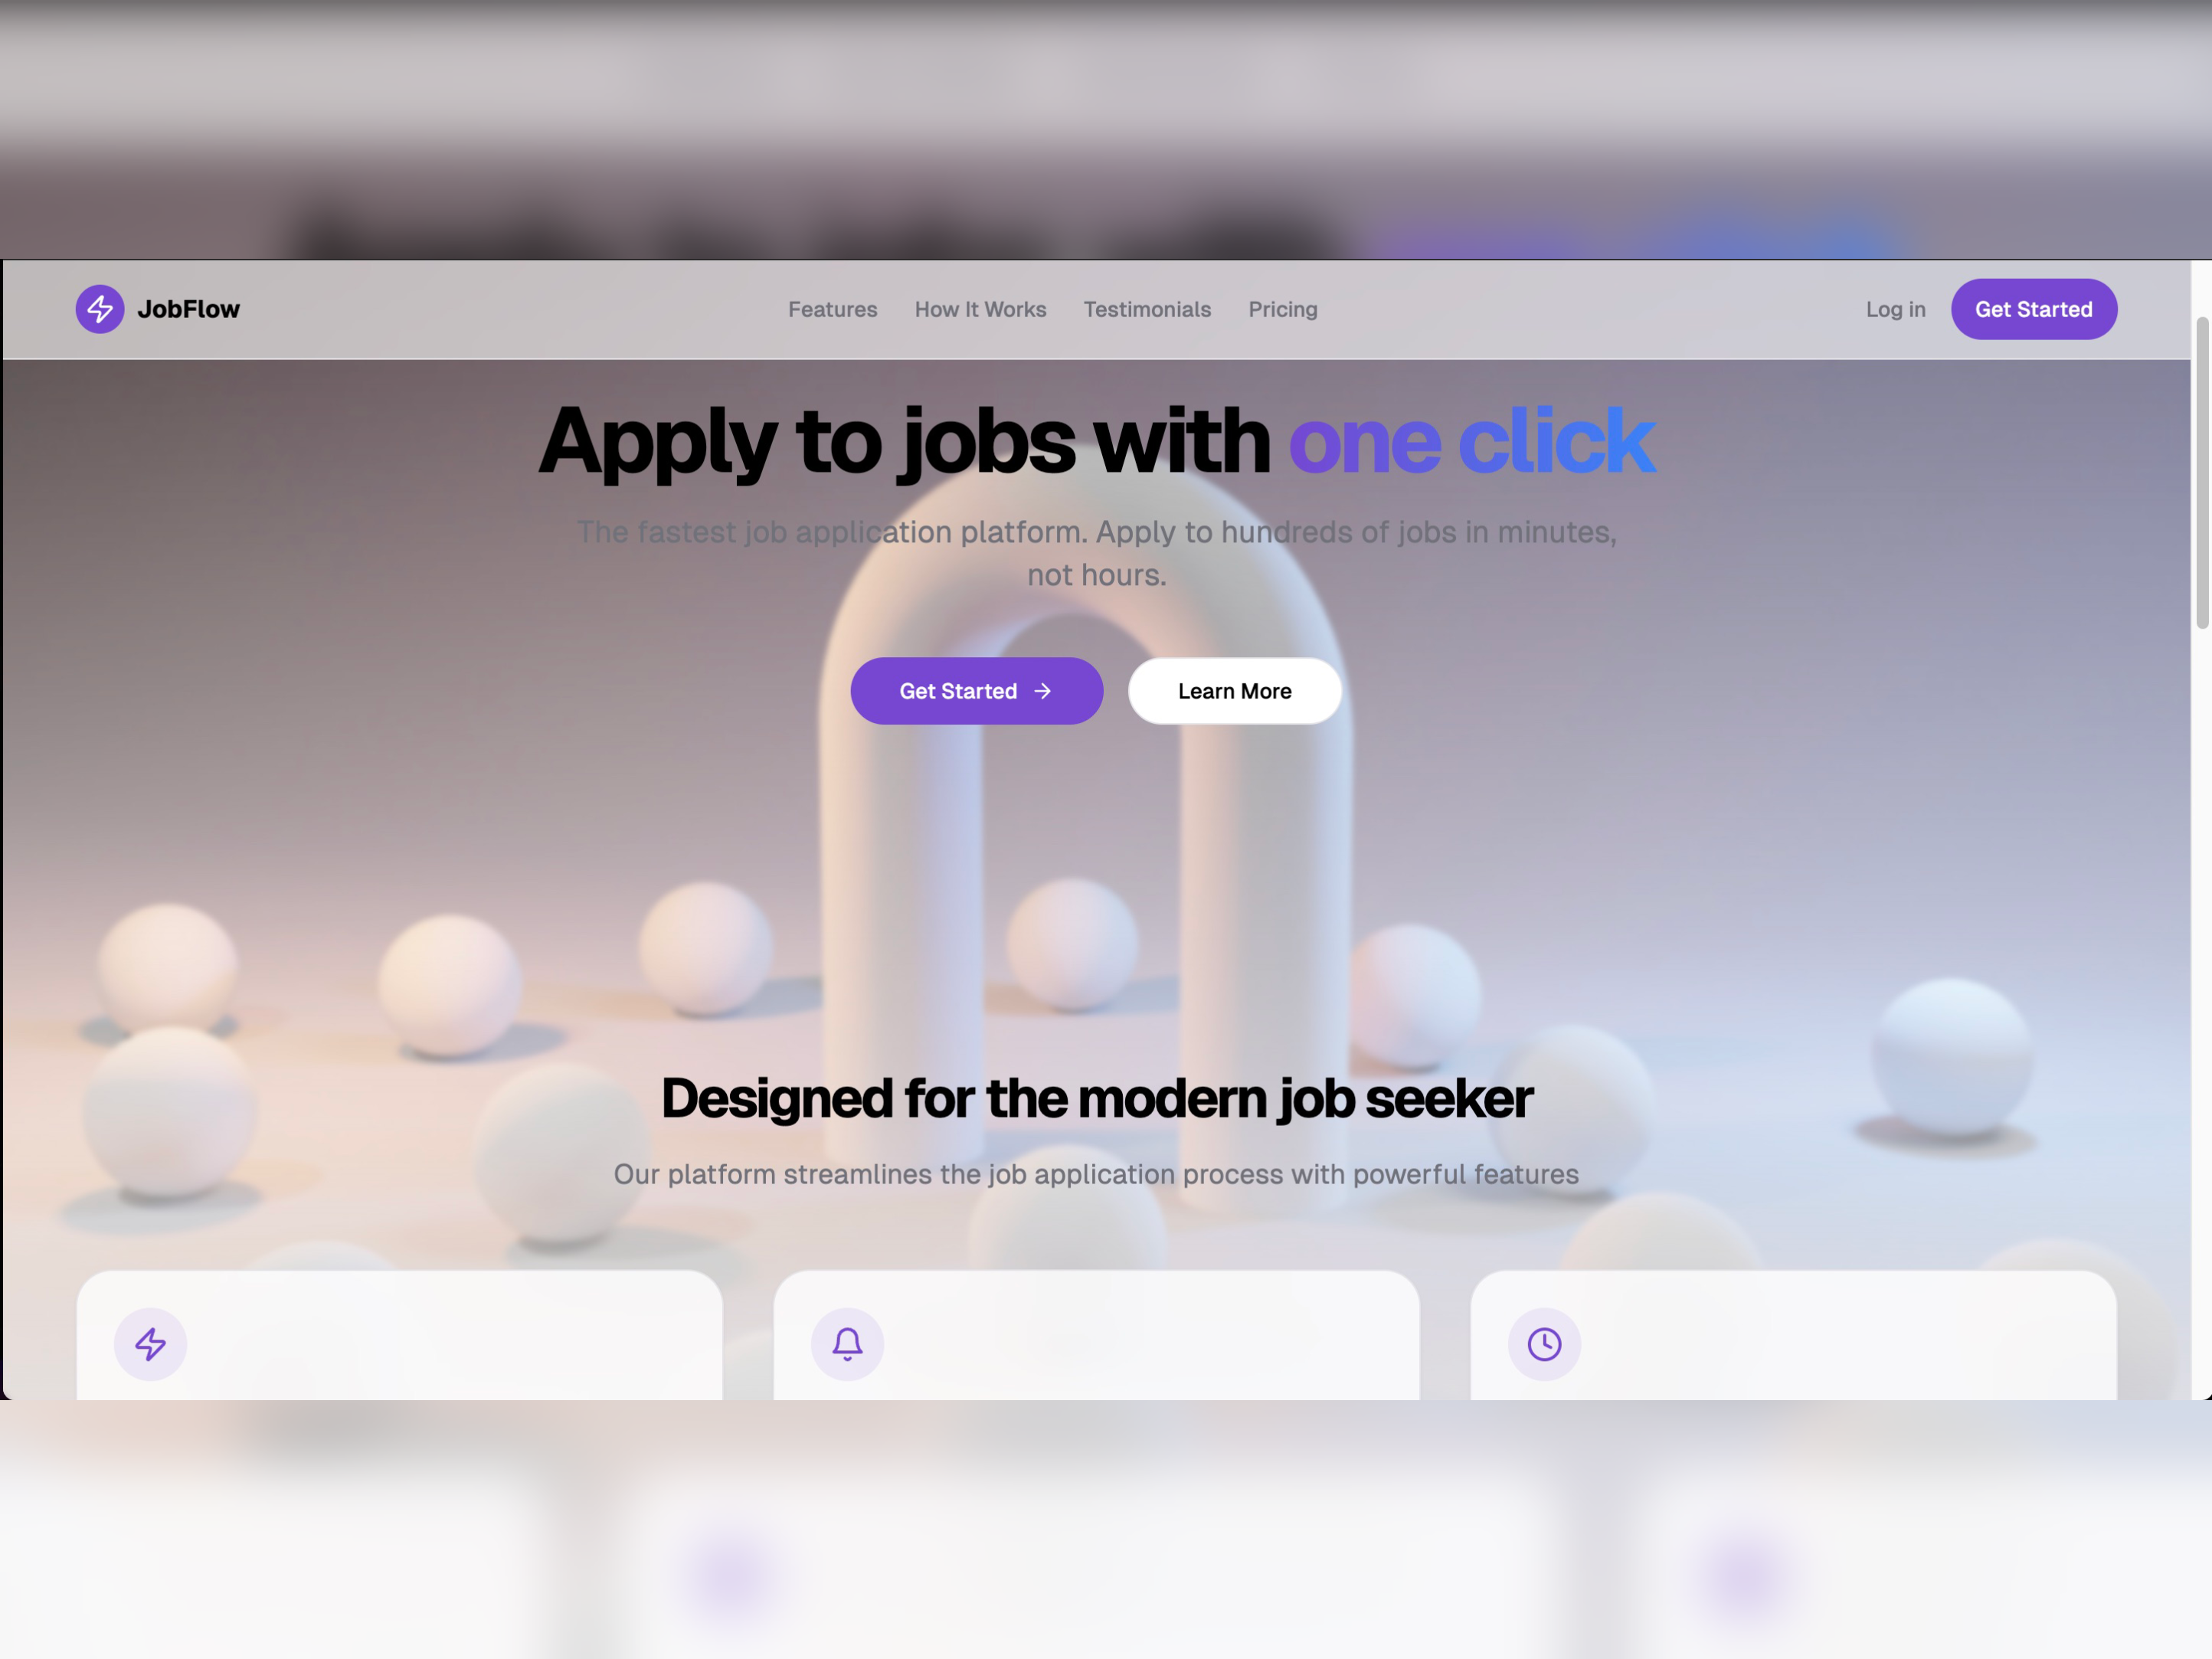 JobFlow
Features
How It Works
Testimonials
Pricing
Log in
Get Started
Apply to jobs with one click
The fastest job application platform. Apply to hundreds of jobs in minutes,
not hours.
Get Started
Learn More
Designed for the modern job seeker
Our platform streamlines the job application process with powerful features